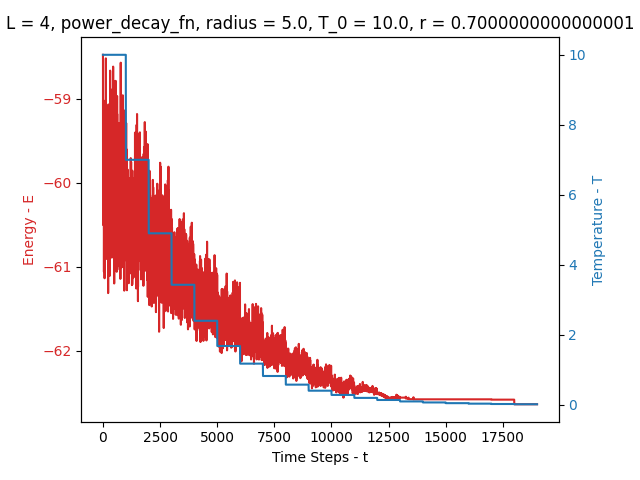 L = 4, power_decay_fn, radius = 5.0, T_0 = 10.0, r = 0.7000000000000001
−59
−60
−61
−62
Energy - E
10
8
6
4
2
0
Temperature - T
0 2500 5000 7500 10000 12500 15000 17500
Time Steps - t